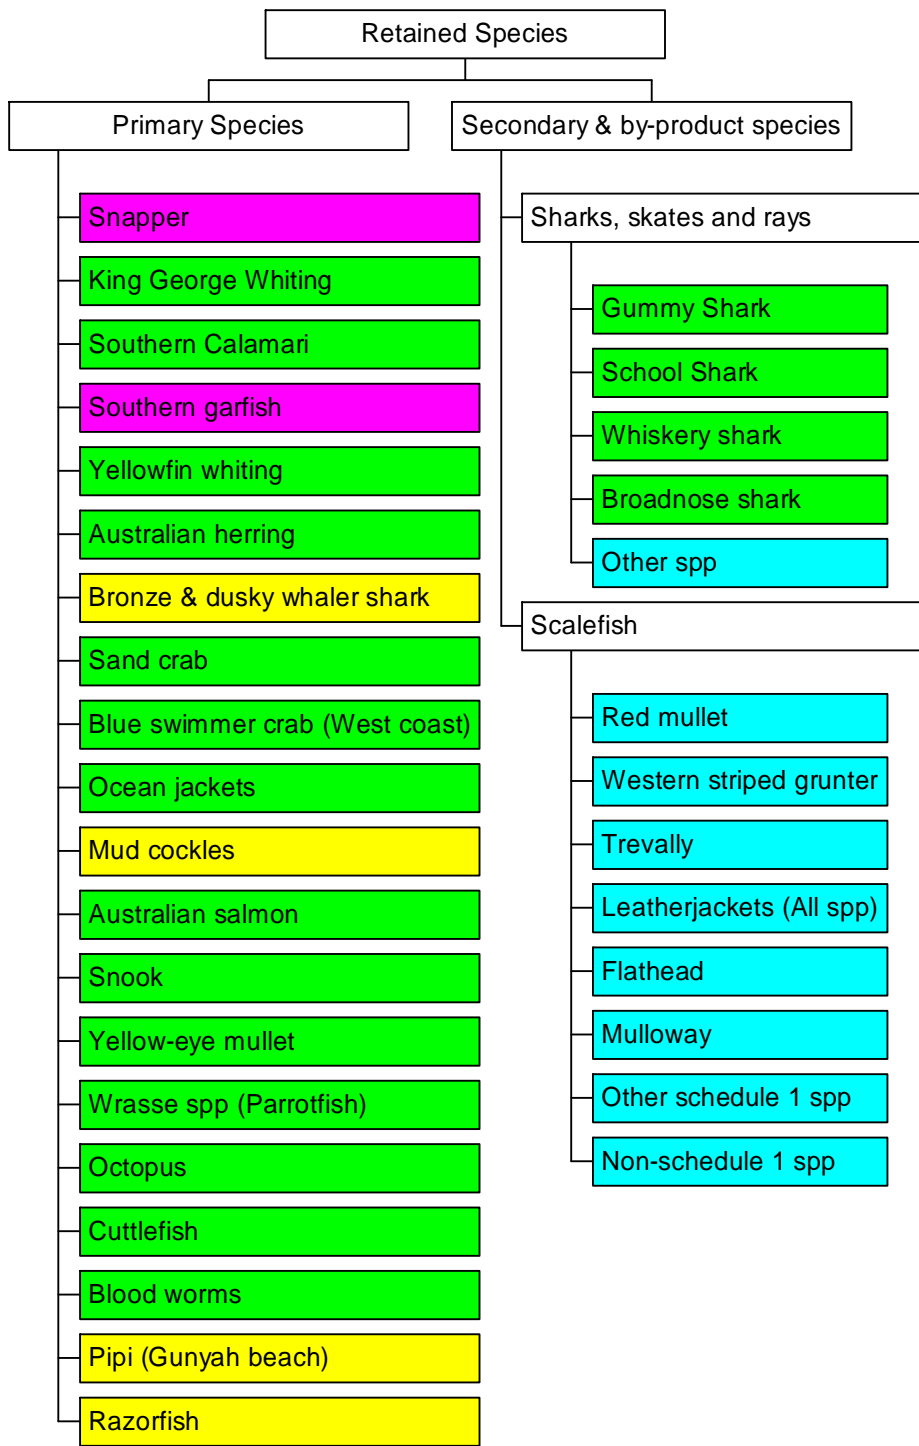 Retained Species
Primary Species
Secondary & by-product species
Snapper
King George Whiting
Southern Calamari
Southern garfish
Yellowfin whiting
Australian herring
Bronze & dusky whaler shark
Sand crab
Blue swimmer crab (West coast)
Ocean jackets
Mud cockles
Australian salmon
Snook
Yellow-eye mullet
Wrasse spp (Parrotfish)
Octopus
Cuttlefish
Blood worms
Pipi (Gunyah beach)
Razorfish
Sharks, skates and rays
Gummy Shark
School Shark
Whiskery shark
Broadnose shark
Other spp
Scalefish
Red mullet
Western striped grunter
Trevally
Leatherjackets (All spp)
Flathead
Mulloway
Other schedule 1 spp
Non-schedule 1 spp